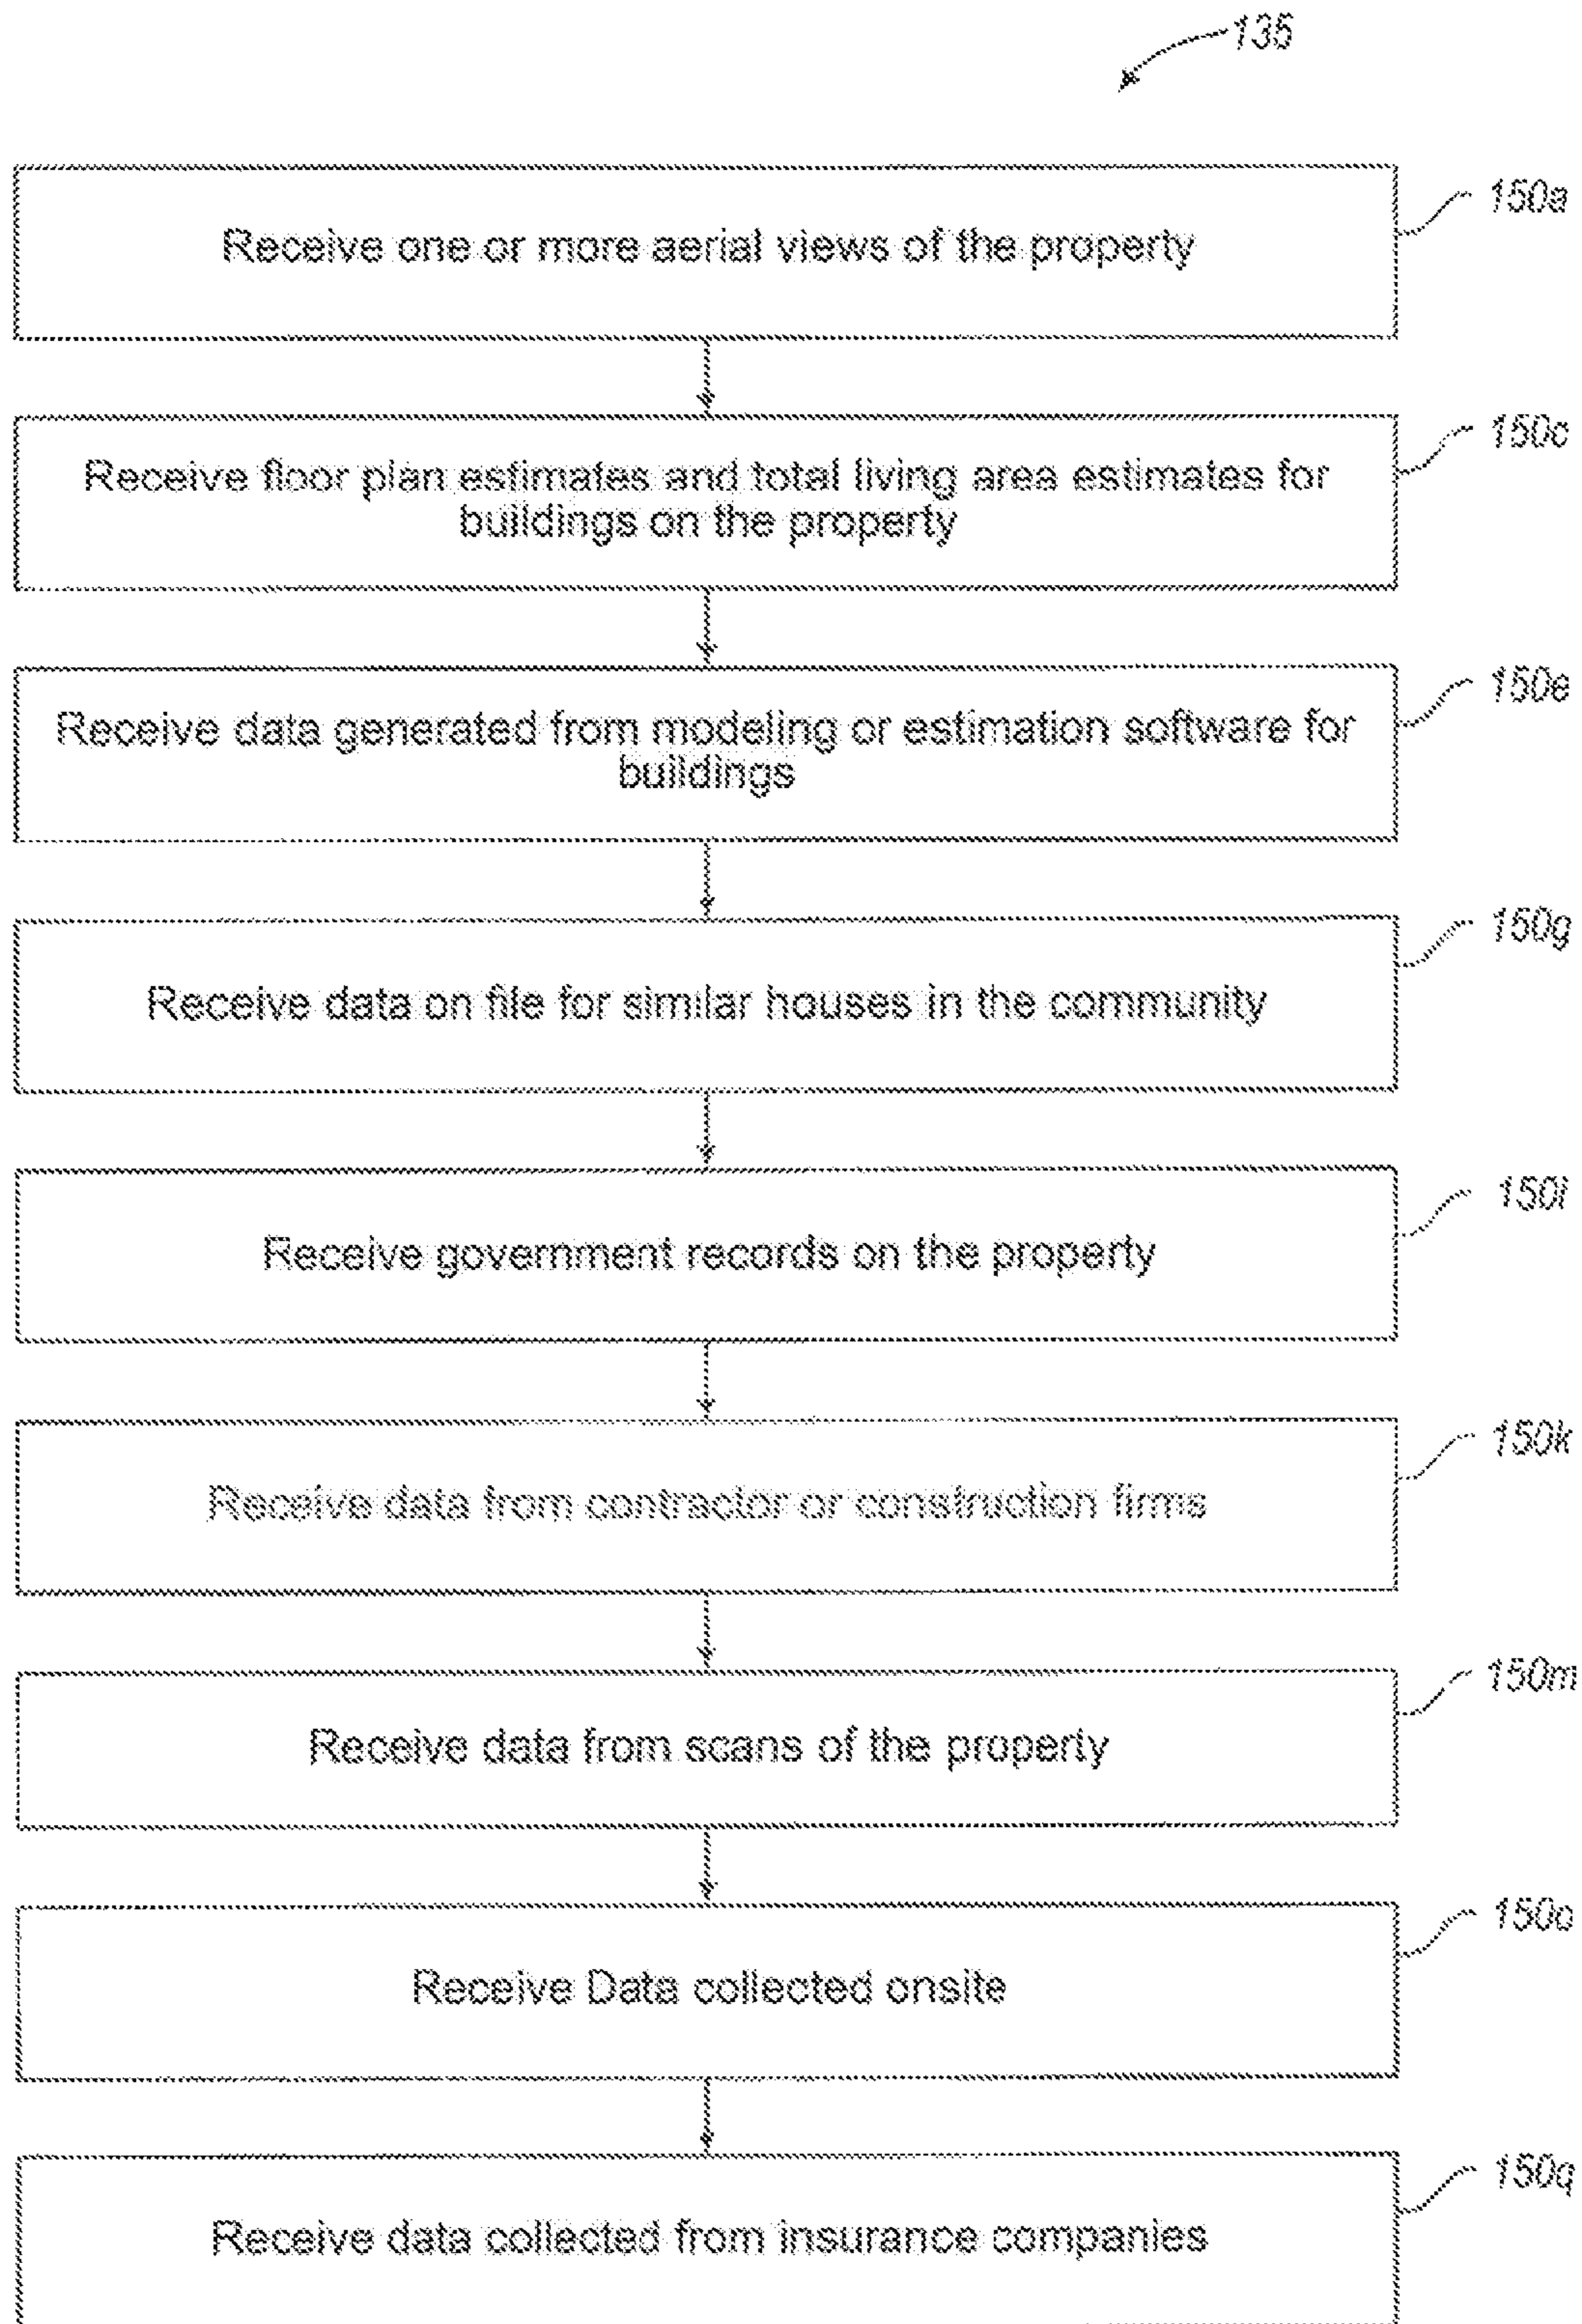 135
150a
Receive one or more aerial views of the property
150c
Receive floor plan estimates and total living area estimates for
buildings on the property
150e
Receive data generated from modeling or estimation software for
buildings
150g
Receive data on file for similar houses in the community
150i
Receive government records on the property
150k
Receive data from contractor or construction firms
150m
Receive data from scans of the property
150o
Receive Data collected onsite
150q
Receive data collected from insurance companies